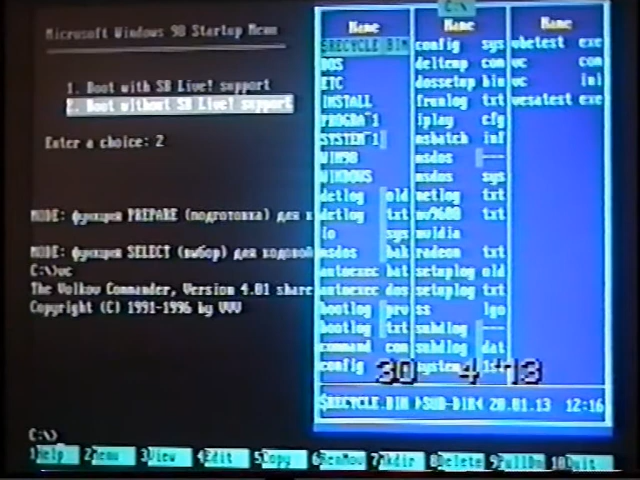 Microsoft Windows 98 Startup Menu
1. Boot with SB Live! support
2. Boot without SB Live! support
Enter a choice: 2
MODE: функция PREPARE (подготовка) для к
MODE: функция SELECT (выбор) для кодовой
C:\>vc
The Volkov Commander, Version 4.01 share
Copyright (C) 1991-1996 by VVV
C:\
Name Name Name
$RECYCLE BIN config sys vbetest exe
DOS deltemp com vc com
ETC dossetup bin vc ini
INSTALL frunlog txt vesatest exe
PROGRA~1 iplay cfg
SYSTEM~1 msbatch inf
WIN98 msdos ---
WINDOWS msdos sys
detlog old netlog txt
detlog txt nv9600 txt
io sys nvidia
msdos bak radeon txt
autoexec bat setuplog old
autoexec dos setuplog txt
bootlog prv ss lgo
bootlog txt suhdlog ---
command com suhdlog dat
config system 1st
30 4 '13
$RECYCLE.BIN ►SUB-DIR◄ 20.01.13 12:16
C:\>
1Help 2Menu 3View 4Edit 5Copy 6RenMov 7Mkdir 8Delete 9PullDn 10Quit